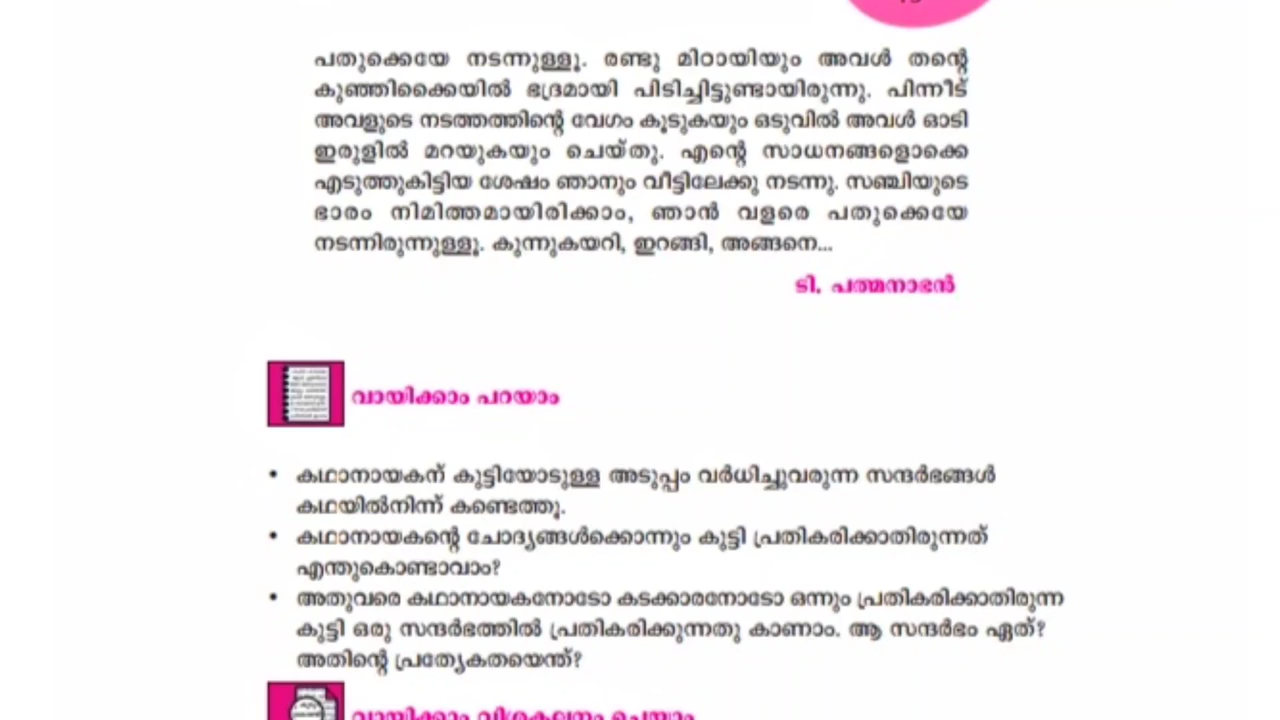 പതുക്കെയേ നടന്നുള്ളൂ. രണ്ടു മിഠായിയും അവൾ തന്റെ
കുഞ്ഞിക്കൈയിൽ ഭദ്രമായി പിടിച്ചിട്ടുണ്ടായിരുന്നു. പിന്നീട്
അവളുടെ നടത്തത്തിന്റെ വേഗം കൂടുകയും ഒടുവിൽ അവൾ ഓടി
ഇരുളിൽ മറയുകയും ചെയ്തു. എന്റെ സാധനങ്ങളൊക്കെ
എടുത്തുകിട്ടിയ ശേഷം ഞാനും വീട്ടിലേക്കു നടന്നു. സഞ്ചിയുടെ
ഭാരം നിമിത്തമായിരിക്കാം, ഞാൻ വളരെ പതുക്കെയേ
നടന്നിരുന്നുള്ളൂ. കുന്നുകയറി, ഇറങ്ങി, അങ്ങനെ...
ടി. പത്മനാഭൻ
വായിക്കാം പറയാം
• കഥാനായകന് കുട്ടിയോടുള്ള അടുപ്പം വർധിച്ചുവരുന്ന സന്ദർഭങ്ങൾ
കഥയിൽനിന്ന് കണ്ടെത്തൂ.
• കഥാനായകന്റെ ചോദ്യങ്ങൾക്കൊന്നും കുട്ടി പ്രതികരിക്കാതിരുന്നത്
എന്തുകൊണ്ടാവാം?
• അതുവരെ കഥാനായകനോടോ കടക്കാരനോടോ ഒന്നും പ്രതികരിക്കാതിരുന്ന
കുട്ടി ഒരു സന്ദർഭത്തിൽ പ്രതികരിക്കുന്നതു കാണാം. ആ സന്ദർഭം ഏത്?
അതിന്റെ പ്രത്യേകതയെന്ത്?
വായിക്കാം വിശകലനം ചെയ്യാം